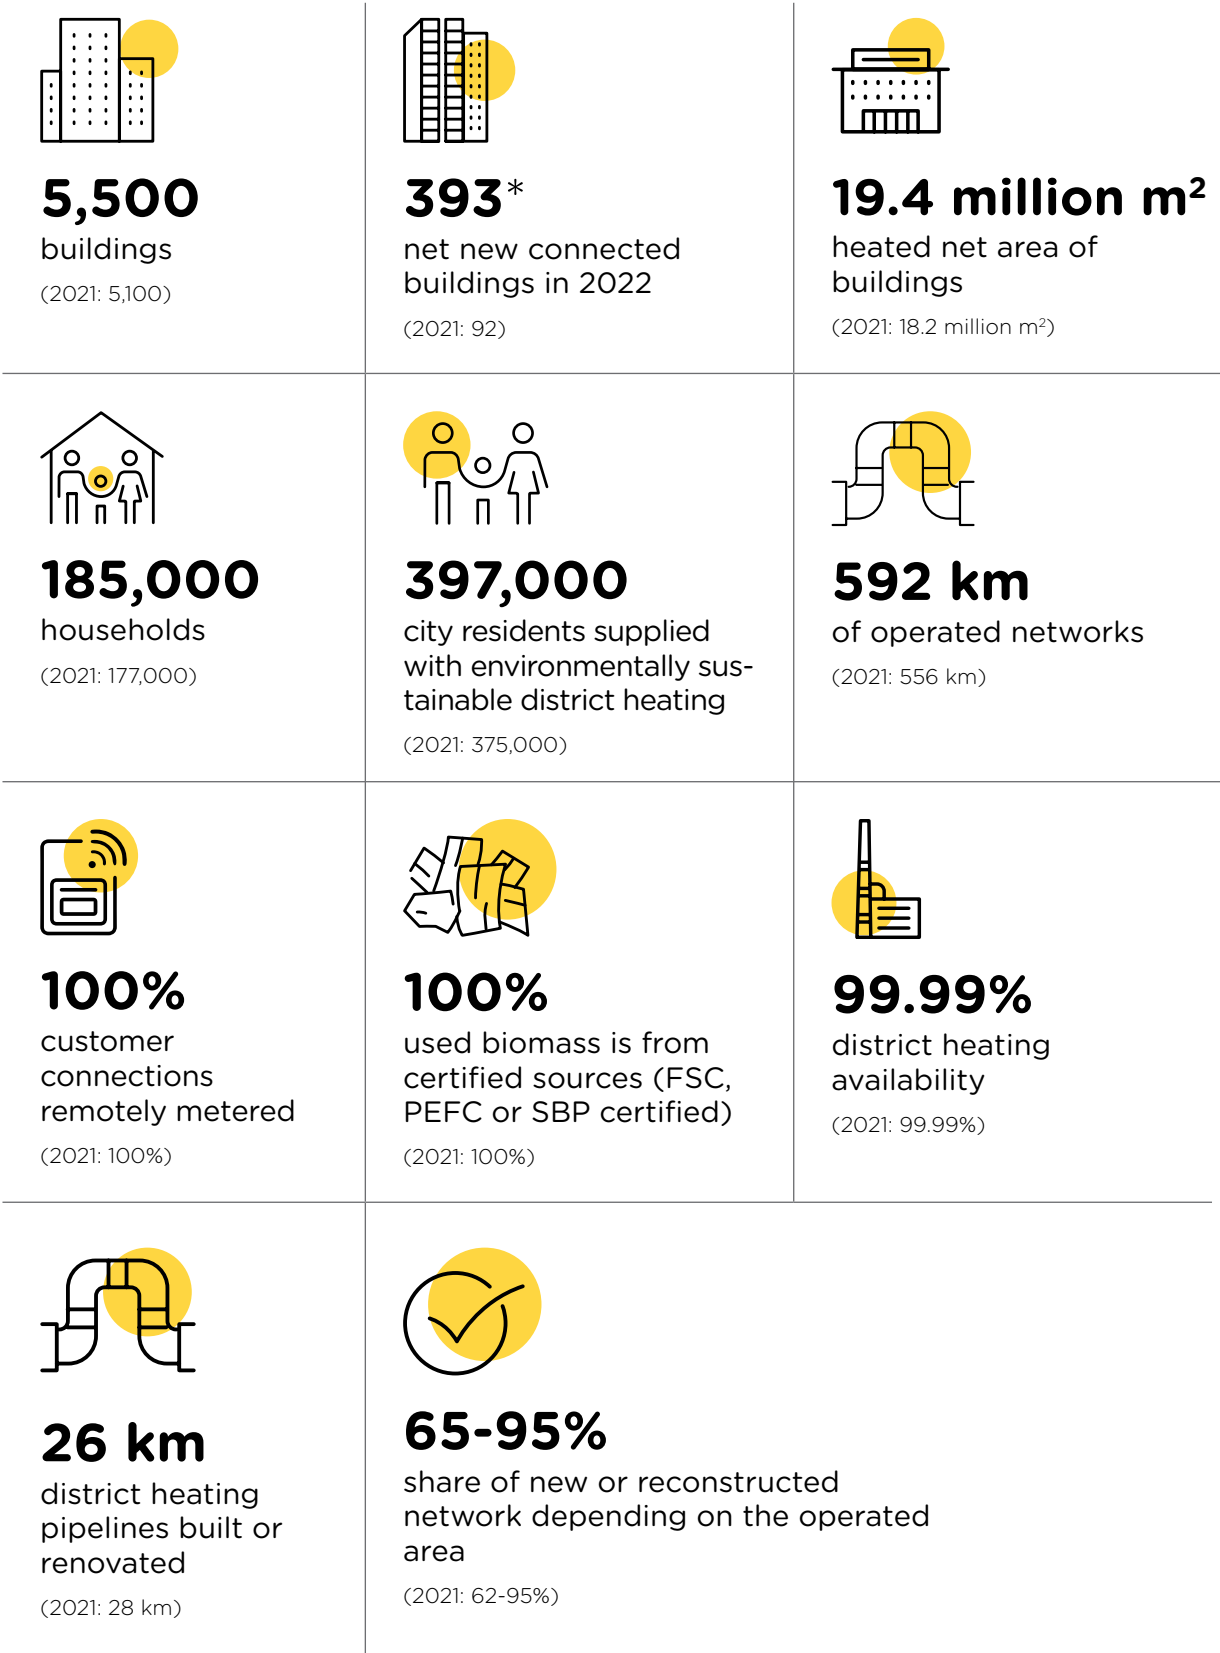 5,500
buildings
(2021: 5,100)
393*
net new connected
buildings in 2022
(2021: 92)
19.4 million m²
heated net area of
buildings
(2021: 18.2 million m²)
185,000
households
(2021: 177,000)
397,000
city residents supplied
with environmentally sus-
tainable district heating
(2021: 375,000)
592 km
of operated networks
(2021: 556 km)
100%
customer
connections
remotely metered
(2021: 100%)
100%
used biomass is from
certified sources (FSC,
PEFC or SBP certified)
(2021: 100%)
99.99%
district heating
availability
(2021: 99.99%)
26 km
district heating
pipelines built or
renovated
(2021: 28 km)
65-95%
share of new or reconstructed
network depending on the operated
area
(2021: 62-95%)